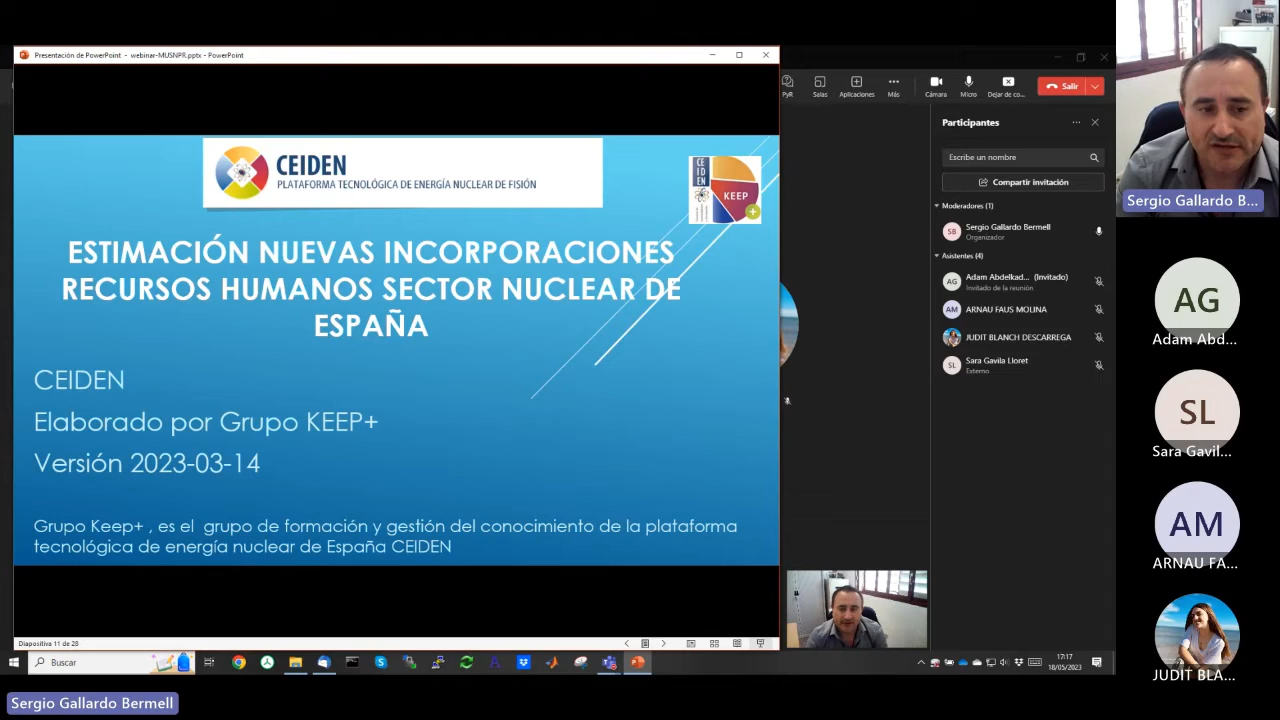 Presentación de PowerPoint - webinar-MUSNPR.pptx - PowerPoint
CEIDEN
PLATAFORMA TECNOLÓGICA DE ENERGÍA NUCLEAR DE FISIÓN
CEIDEN
KEEP
+
ESTIMACIÓN NUEVAS INCORPORACIONES
RECURSOS HUMANOS SECTOR NUCLEAR DE
ESPAÑA
CEIDEN
Elaborado por Grupo KEEP+
Versión 2023-03-14
Grupo Keep+ , es el grupo de formación y gestión del conocimiento de la plataforma
tecnológica de energía nuclear de España CEIDEN
Diapositiva 11 de 28
PyR
Salas
Aplicaciones
Más
Cámara
Micro
Dejar de co...
Salir
Participantes
Escribe un nombre
Compartir invitación
Moderadores (1)
SB
Sergio Gallardo Bermell
Organizador
Asistentes (4)
AG
Adam Abdelkad... (Invitado)
Invitado de la reunión
AM
ARNAU FAUS MOLINA
JUDIT BLANCH DESCARREGA
SL
Sara Gavila Lloret
Externo
Sergio Gallardo B...
AG
Adam Abd...
SL
Sara Gavil...
AM
ARNAU FA...
JUDIT BLA...
Buscar
17:17
18/05/2023
Sergio Gallardo Bermell